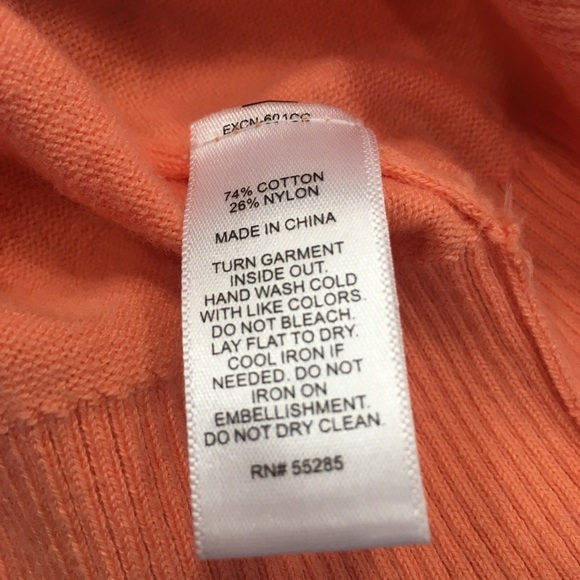 EXCN-601CC
74% COTTON
26% NYLON
MADE IN CHINA
TURN GARMENT
INSIDE OUT.
HAND WASH COLD
WITH LIKE COLORS.
DO NOT BLEACH.
LAY FLAT TO DRY.
COOL IRON IF
NEEDED. DO NOT
IRON ON
EMBELLISHMENT.
DO NOT DRY CLEAN.
RN# 55285